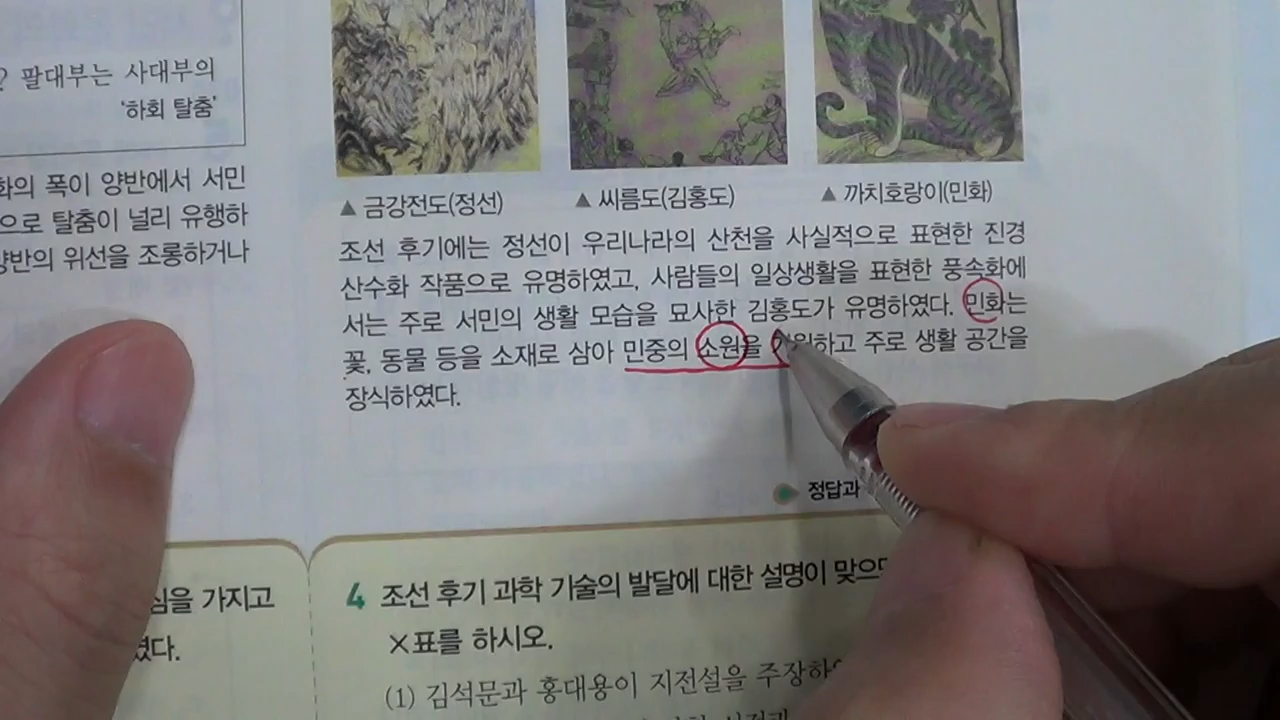 ? 팔대부는 사대부의
'하회 탈춤'
화의 폭이 양반에서 서민
으로 탈춤이 널리 유행하
양반의 위선을 조롱하거나
▲ 금강전도(정선)
▲ 씨름도(김홍도)
▲ 까치호랑이(민화)
조선 후기에는 정선이 우리나라의 산천을 사실적으로 표현한 진경
산수화 작품으로 유명하였고, 사람들의 일상생활을 표현한 풍속화에
서는 주로 서민의 생활 모습을 묘사한 김홍도가 유명하였다. 민화는
꽃, 동물 등을 소재로 삼아 민중의 소원을 기원하고 주로 생활 공간을
장식하였다.
정답과
심을 가지고
였다.
4 조선 후기 과학 기술의 발달에 대한 설명이 맞으면
×표를 하시오.
(1) 김석문과 홍대용이 지전설을 주장하